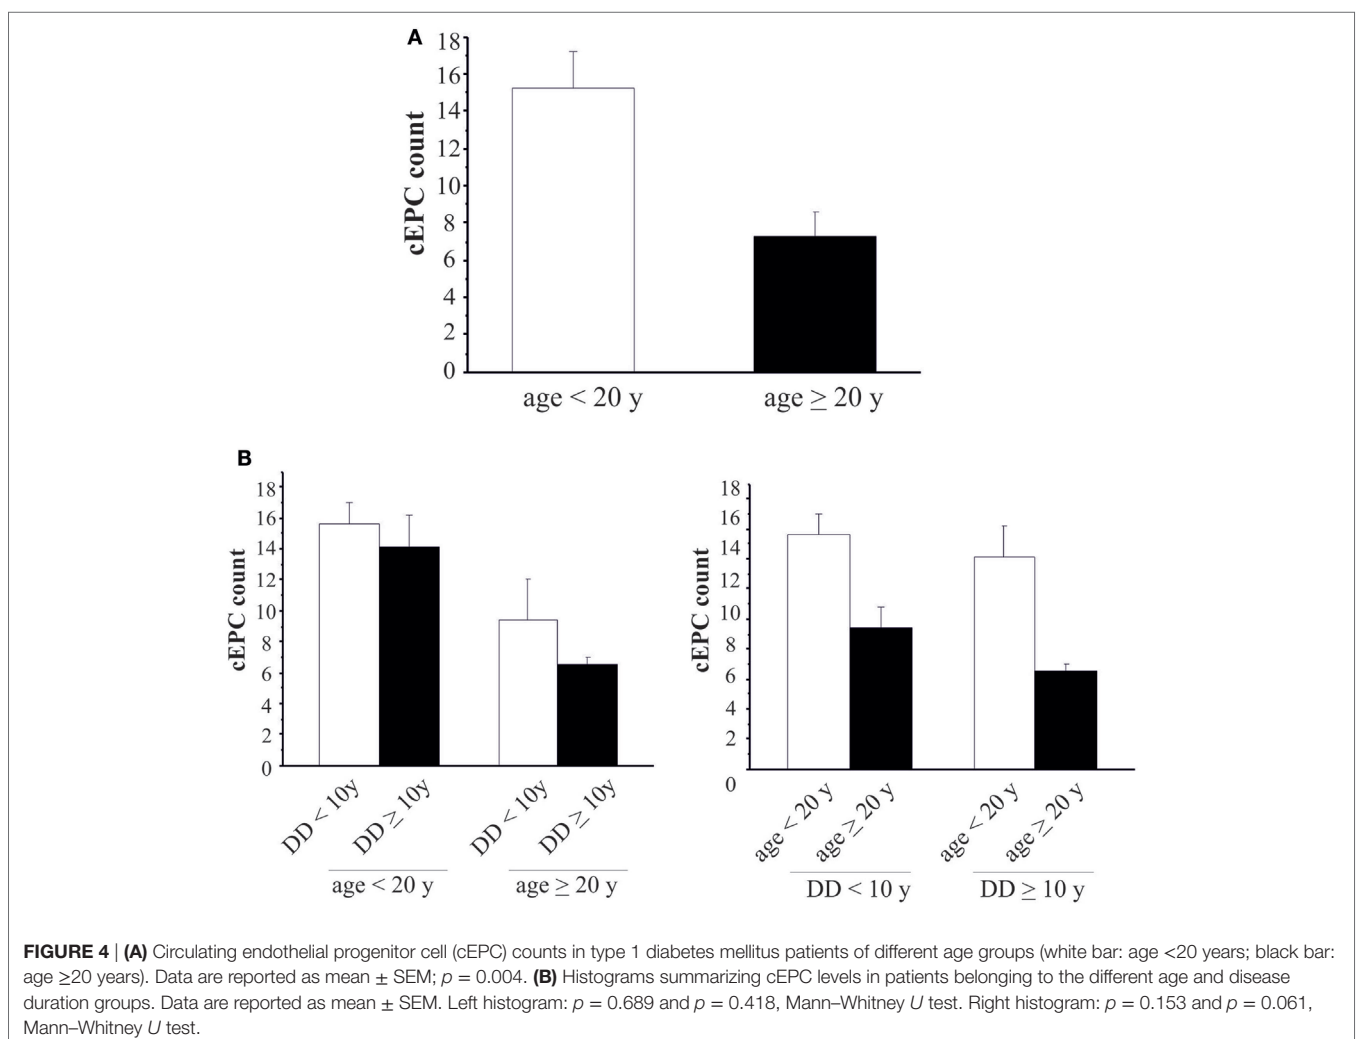 A
18
16
14
12
10
8
6
4
2
0
cEPC count
age < 20 y
age ≥ 20 y
B
18
16
14
12
10
8
6
4
2
0
cEPC count
DD < 10y
DD ≥ 10y
DD < 10y
DD ≥ 10y
age < 20 y
age ≥ 20 y
18
16
14
12
10
8
6
4
2
0
cEPC count
age < 20 y
age ≥ 20 y
age < 20 y
age ≥ 20 y
DD < 10 y
DD ≥ 10 y
FIGURE 4 | (A) Circulating endothelial progenitor cell (cEPC) counts in type 1 diabetes mellitus patients of different age groups (white bar: age <20 years; black bar:
age ≥20 years). Data are reported as mean ± SEM; p = 0.004. (B) Histograms summarizing cEPC levels in patients belonging to the different age and disease
duration groups. Data are reported as mean ± SEM. Left histogram: p = 0.689 and p = 0.418, Mann–Whitney U test. Right histogram: p = 0.153 and p = 0.061,
Mann–Whitney U test.